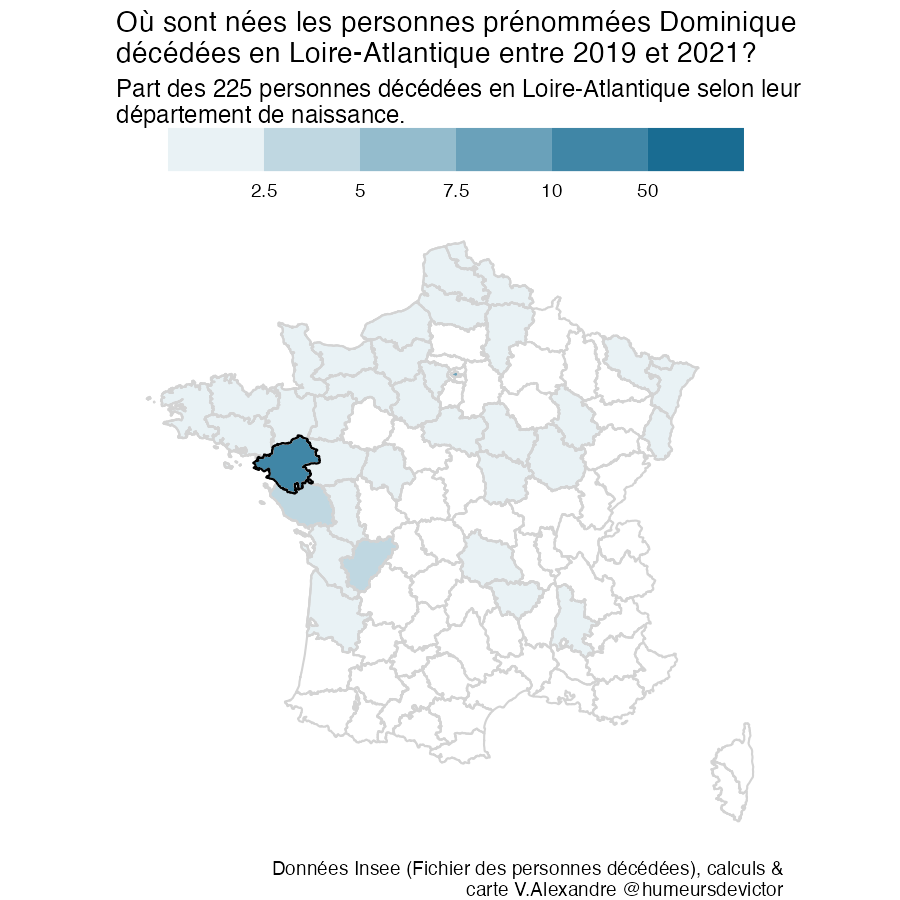 Où sont nées les personnes prénommées Dominique
décédées en Loire-Atlantique entre 2019 et 2021?
Part des 225 personnes décédées en Loire-Atlantique selon leur
département de naissance.
2.5 5 7.5 10 50
Données Insee (Fichier des personnes décédées), calculs &
carte V.Alexandre @humeursdevictor